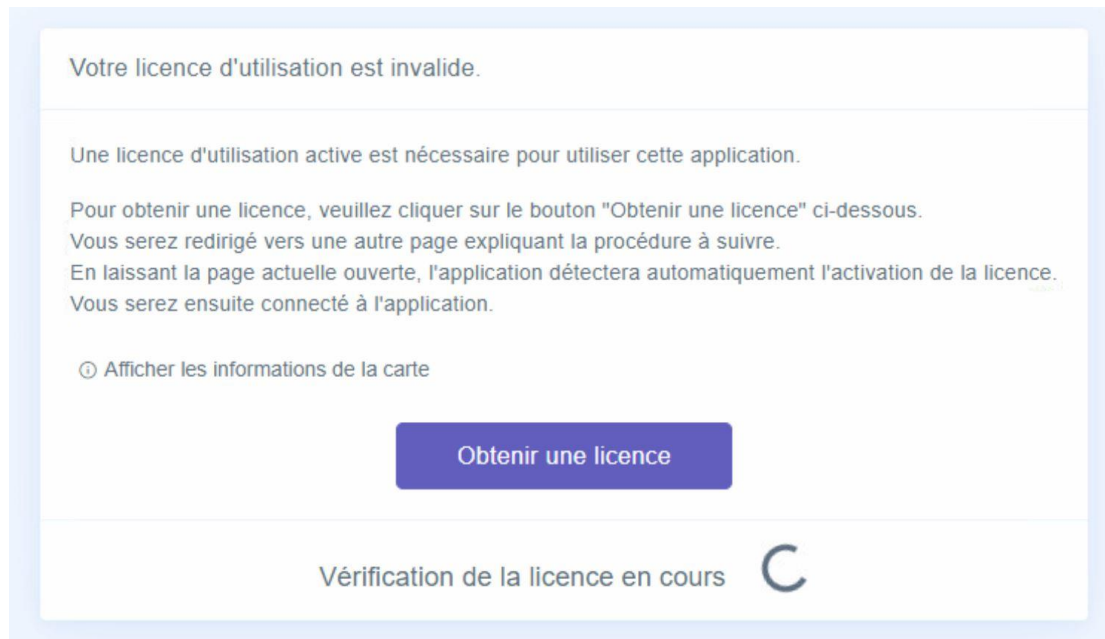 Votre licence d'utilisation est invalide.
Une licence d'utilisation active est nécessaire pour utiliser cette application.
Pour obtenir une licence, veuillez cliquer sur le bouton "Obtenir une licence" ci-dessous.
Vous serez redirigé vers une autre page expliquant la procédure à suivre.
En laissant la page actuelle ouverte, l'application détectera automatiquement l'activation de la licence.
Vous serez ensuite connecté à l'application.
Afficher les informations de la carte
Obtenir une licence
Vérification de la licence en cours